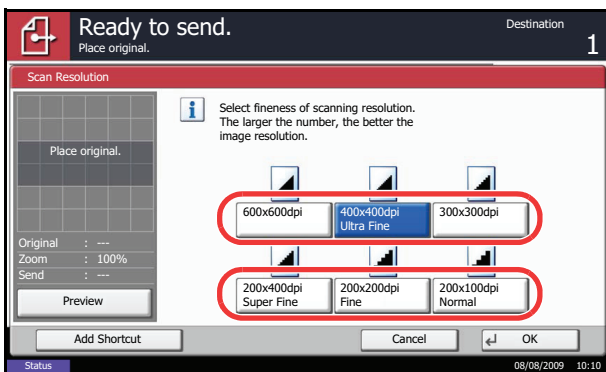 Ready to send.
Destination
Place original.
1
Scan Resolution
Place original.
Original : ---
Zoom : 100%
Send : ---
Preview
i
Select fineness of scanning resolution.
The larger the number, the better the
image resolution.
600x600dpi
400x400dpi
Ultra Fine
300x300dpi
200x400dpi
Super Fine
200x200dpi
Fine
200x100dpi
Normal
Add Shortcut
Cancel
OK
Status
08/08/2009 10:10